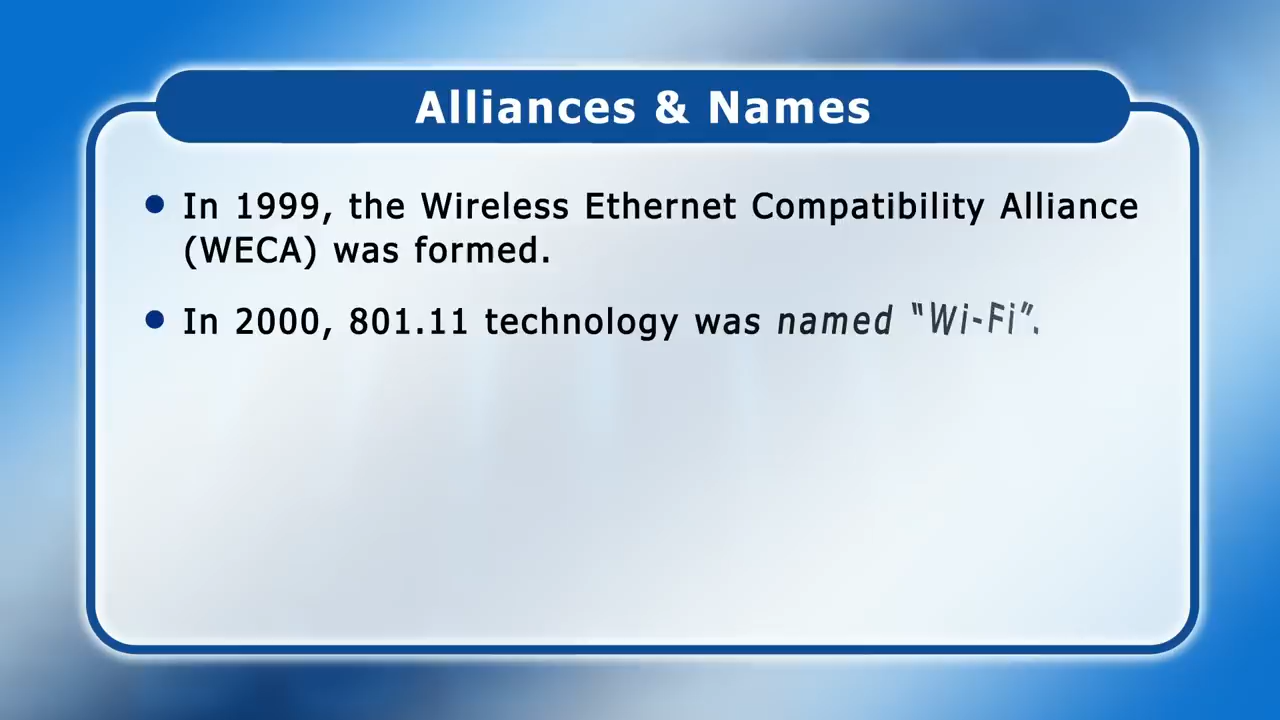 Alliances & Names
• In 1999, the Wireless Ethernet Compatibility Alliance
(WECA) was formed.
• In 2000, 801.11 technology was named “Wi-Fi”.